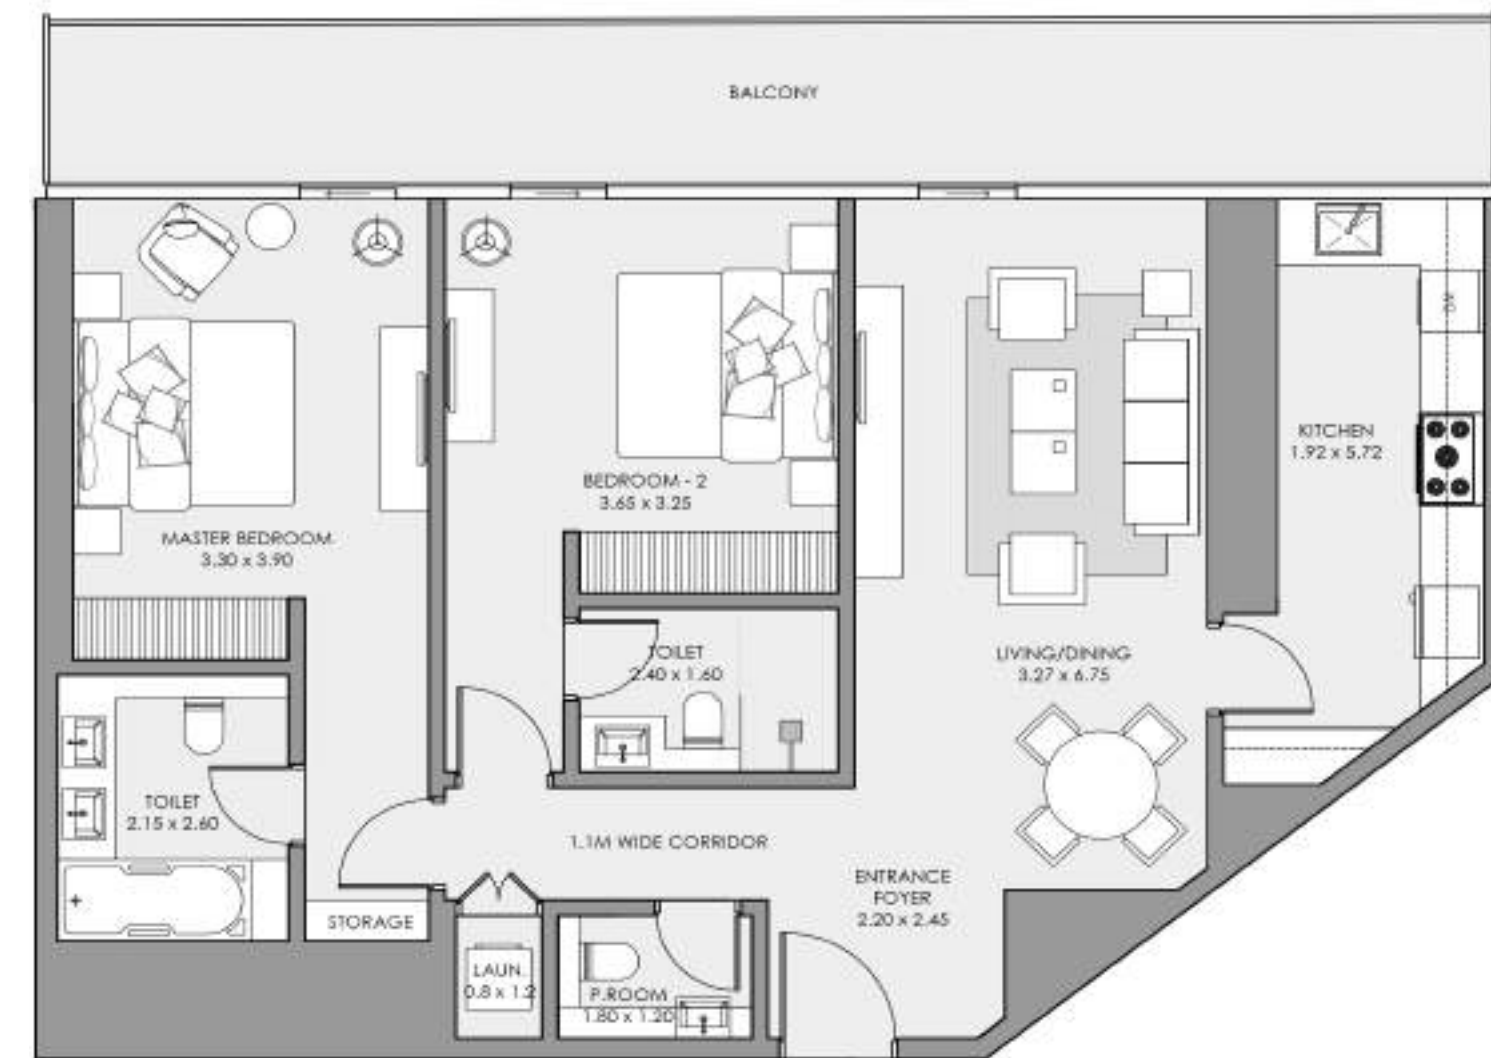 BALCONY
KITCHEN
1.92 x 5.72
BEDROOM - 2
3.65 x 3.25
MASTER BEDROOM
3.30 x 3.90
TOILET
2.40 x 1.60
LIVING/DINING
3.27 x 6.75
TOILET
2.15 x 2.60
1.1M WIDE CORRIDOR
ENTRANCE
FOYER
2.20 x 2.45
STORAGE
LAUN.
0.8 x 1.2
P.ROOM
1.80 x 1.20